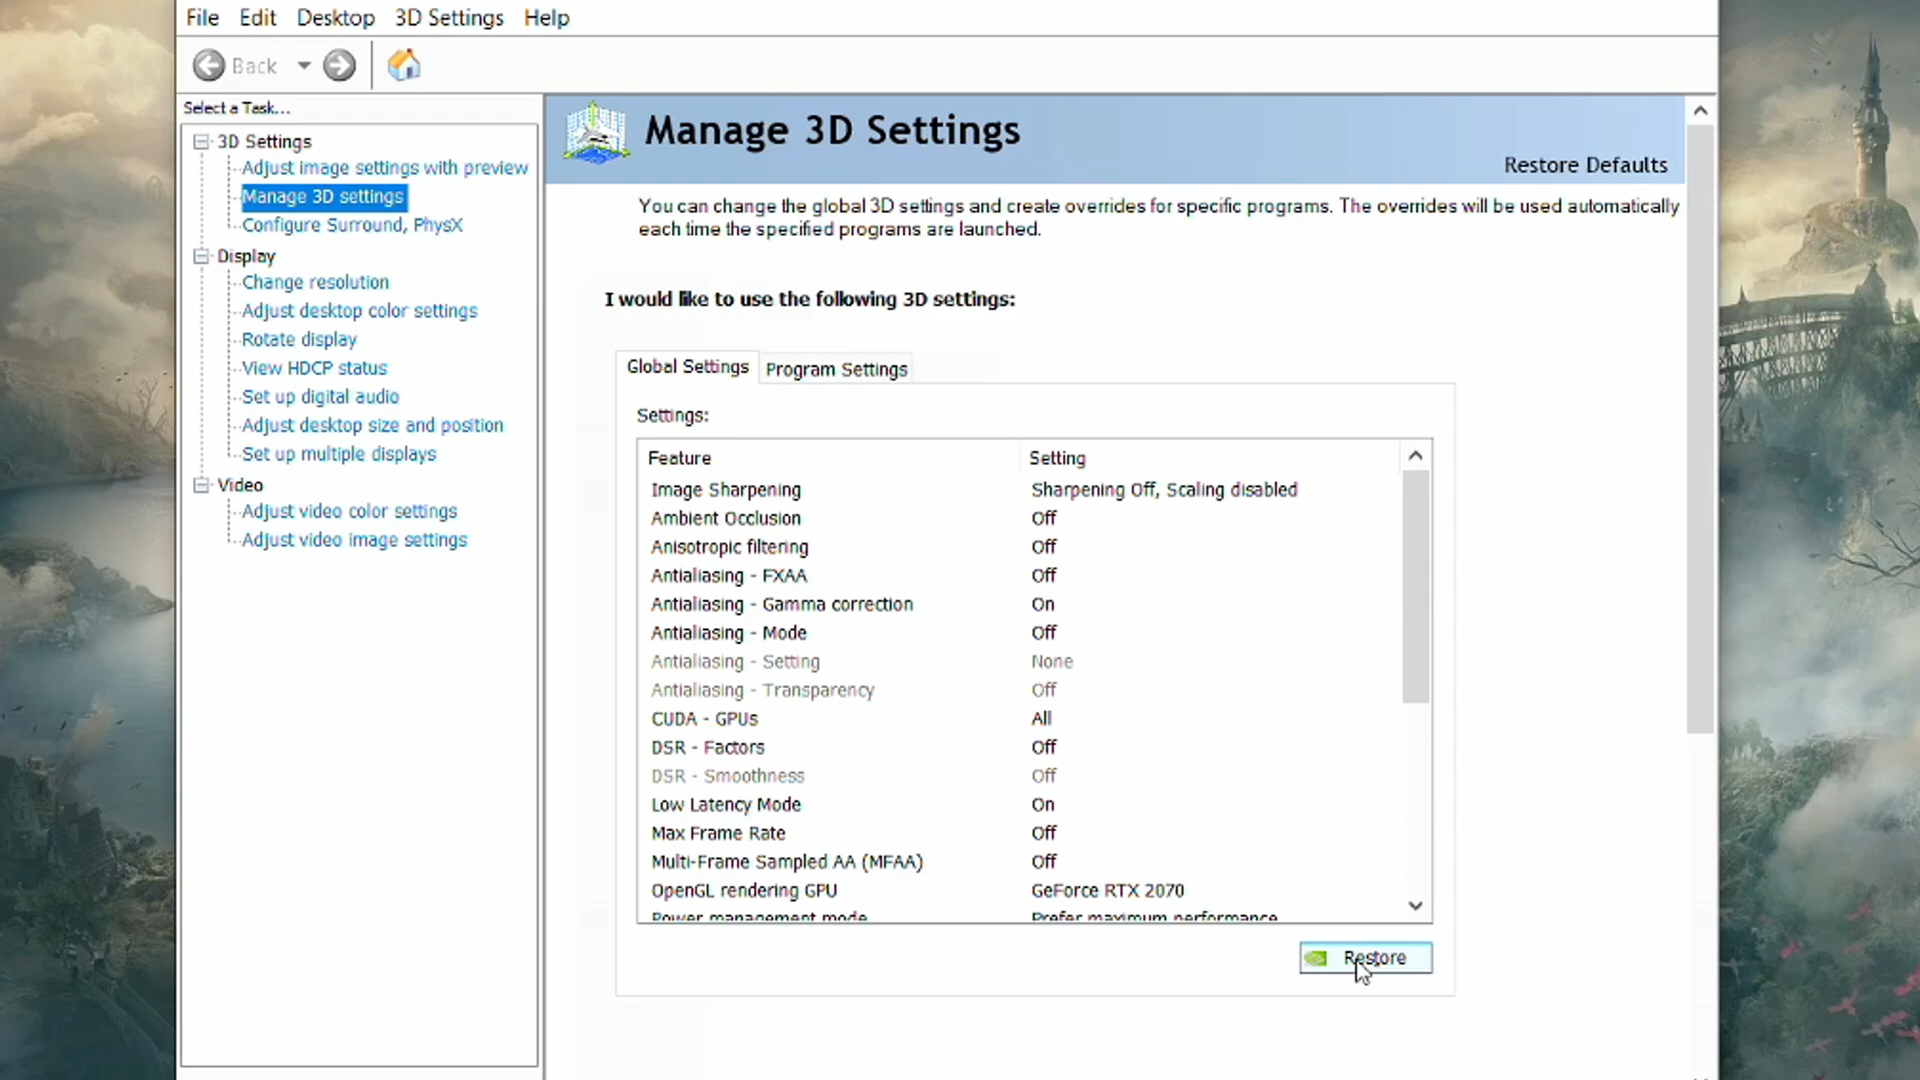 File Edit Desktop 3D Settings Help
Back
Select a Task...
3D Settings
Adjust image settings with preview
Manage 3D settings
Configure Surround, PhysX
Display
Change resolution
Adjust desktop color settings
Rotate display
View HDCP status
Set up digital audio
Adjust desktop size and position
Set up multiple displays
Video
Adjust video color settings
Adjust video image settings
Manage 3D Settings
Restore Defaults
You can change the global 3D settings and create overrides for specific programs. The overrides will be used automatically
each time the specified programs are launched.
I would like to use the following 3D settings:
Global Settings Program Settings
Settings:
Feature Setting
Image Sharpening Sharpening Off, Scaling disabled
Ambient Occlusion Off
Anisotropic filtering Off
Antialiasing - FXAA Off
Antialiasing - Gamma correction On
Antialiasing - Mode Off
Antialiasing - Setting None
Antialiasing - Transparency Off
CUDA - GPUs All
DSR - Factors Off
DSR - Smoothness Off
Low Latency Mode On
Max Frame Rate Off
Multi-Frame Sampled AA (MFAA) Off
OpenGL rendering GPU GeForce RTX 2070
Power management mode Prefer maximum performance
Restore